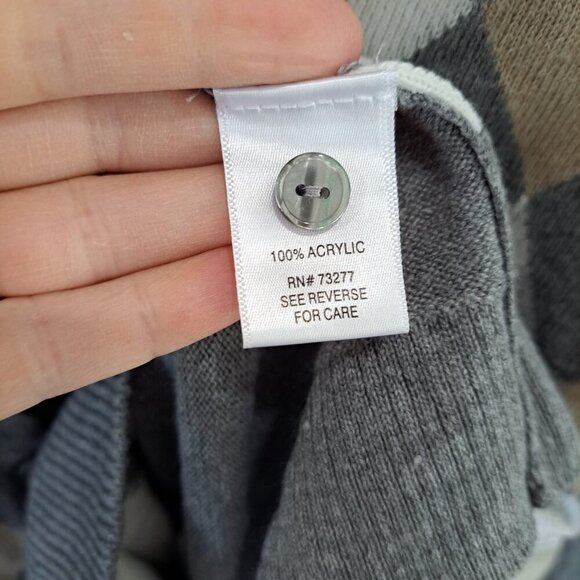 100% ACRYLIC
RN# 73277
SEE REVERSE
FOR CARE